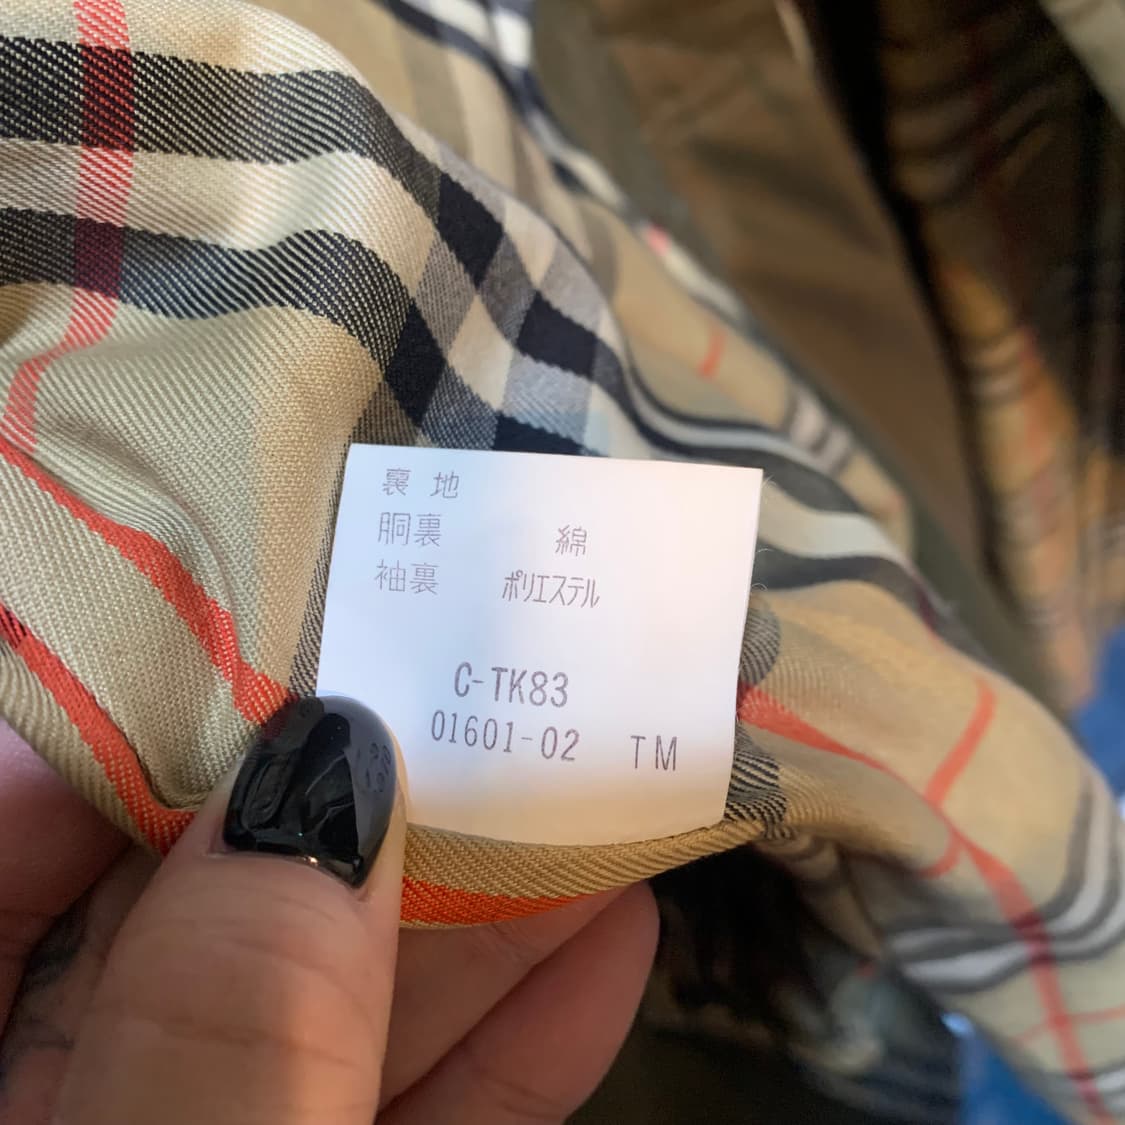 裏 地
胴裏 綿
袖裏 ポリエステル
C-TK83
01601-02 TM